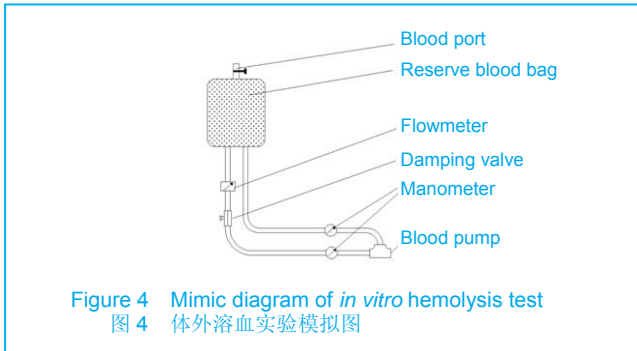 Blood port
Reserve blood bag
Flowmeter
Damping valve
Manometer
Blood pump
Figure 4 Mimic diagram of in vitro hemolysis test
图 4 体外溶血实验模拟图